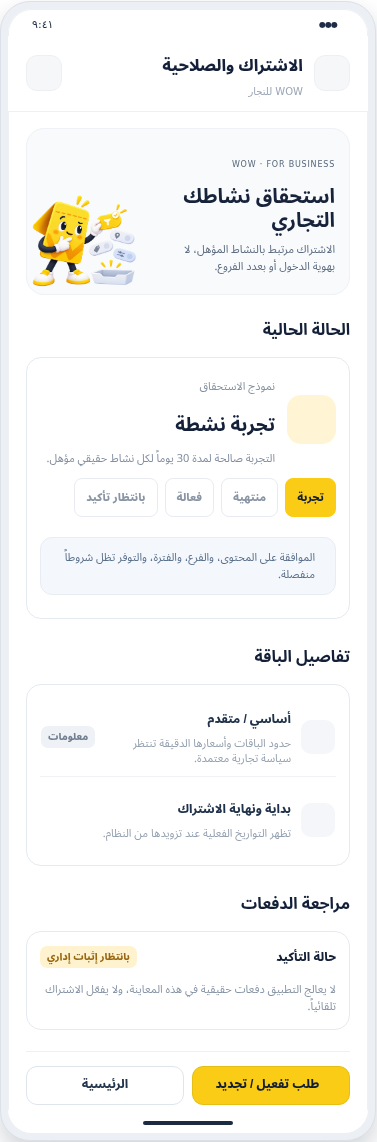 ٩:٤١
الاشتراك والصلاحية
WOW للتجار
WOW · FOR BUSINESS
استحقاق نشاطك
التجاري
الاشتراك مرتبط بالنشاط المؤهل، لا
بهوية الدخول أو بعدد الفروع.
الحالة الحالية
نموذج الاستحقاق
تجربة نشطة
التجربة صالحة لمدة 30 يوماً لكل نشاط حقيقي مؤهل.
تجربة
منتهية
فعالة
بانتظار تأكيد
الموافقة على المحتوى، والفرع، والفترة، والتوفر تظل شروطاً
منفصلة.
تفاصيل الباقة
أساسي / متقدم
معلومات
حدود الباقات وأسعارها الدقيقة تنتظر
سياسة تجارية معتمدة.
بداية ونهاية الاشتراك
تظهر التواريخ الفعلية عند تزويدها من النظام.
مراجعة الدفعات
حالة التأكيد
بانتظار إثبات إداري
لا يعالج التطبيق دفعات حقيقية في هذه المعاينة، ولا يفعّل الاشتراك
تلقائياً.
طلب تفعيل / تجديد
الرئيسية